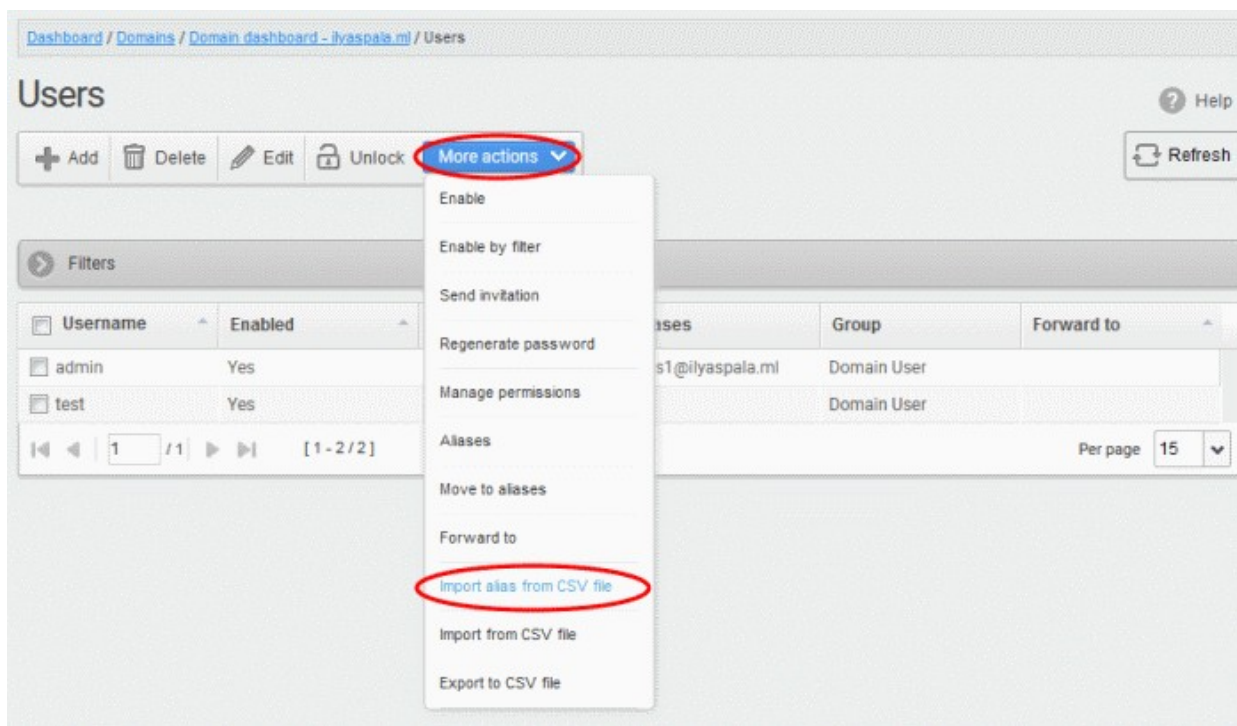 Dashboard / Domains / Domain dashboard - ilyaspala.ml / Users
Users
Help
Add Delete Edit Unlock More actions Refresh
Enable
Enable by filter
Filters
Send invitation
Username Enabled ases Group Forward to
Regenerate password
admin Yes s1@ilyaspala.ml Domain User
Manage permissions
test Yes Domain User
1 / 1 [ 1 - 2 / 2 ] Aliases Per page 15
Move to aliases
Forward to
Import alias from CSV file
Import from CSV file
Export to CSV file